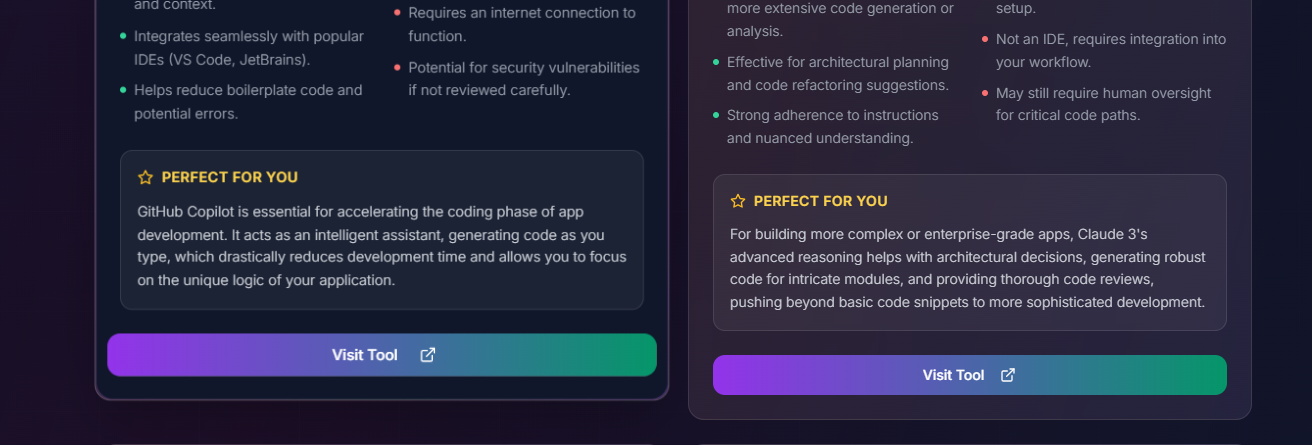 and context.
Integrates seamlessly with popular
IDEs (VS Code, JetBrains).
Helps reduce boilerplate code and
potential errors.
Requires an internet connection to
function.
Potential for security vulnerabilities
if not reviewed carefully.
PERFECT FOR YOU
GitHub Copilot is essential for accelerating the coding phase of app
development. It acts as an intelligent assistant, generating code as you
type, which drastically reduces development time and allows you to focus
on the unique logic of your application.
Visit Tool
more extensive code generation or
analysis.
Effective for architectural planning
and code refactoring suggestions.
Strong adherence to instructions
and nuanced understanding.
setup.
Not an IDE, requires integration into
your workflow.
May still require human oversight
for critical code paths.
PERFECT FOR YOU
For building more complex or enterprise-grade apps, Claude 3's
advanced reasoning helps with architectural decisions, generating robust
code for intricate modules, and providing thorough code reviews,
pushing beyond basic code snippets to more sophisticated development.
Visit Tool